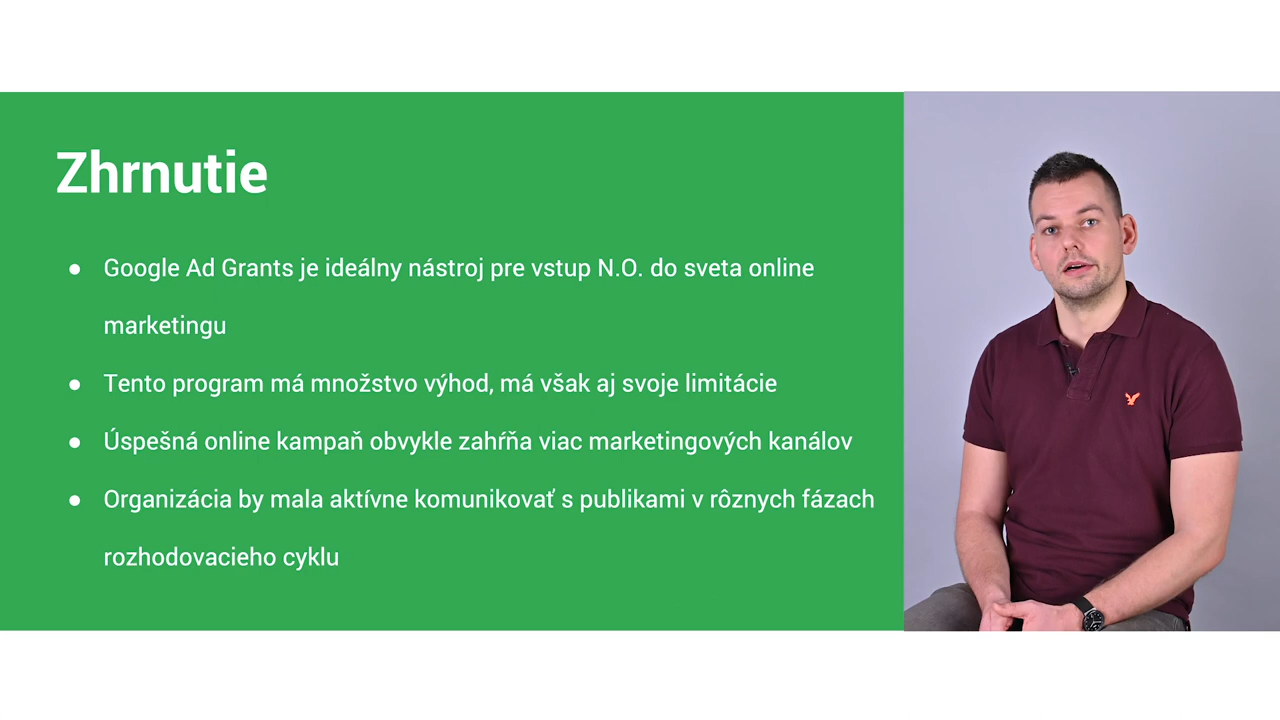 Zhrnutie
● Google Ad Grants je ideálny nástroj pre vstup N.O. do sveta online
marketingu
● Tento program má množstvo výhod, má však aj svoje limitácie
● Úspešná online kampaň obvykle zahŕňa viac marketingových kanálov
● Organizácia by mala aktívne komunikovať s publikami v rôznych fázach
rozhodovacieho cyklu